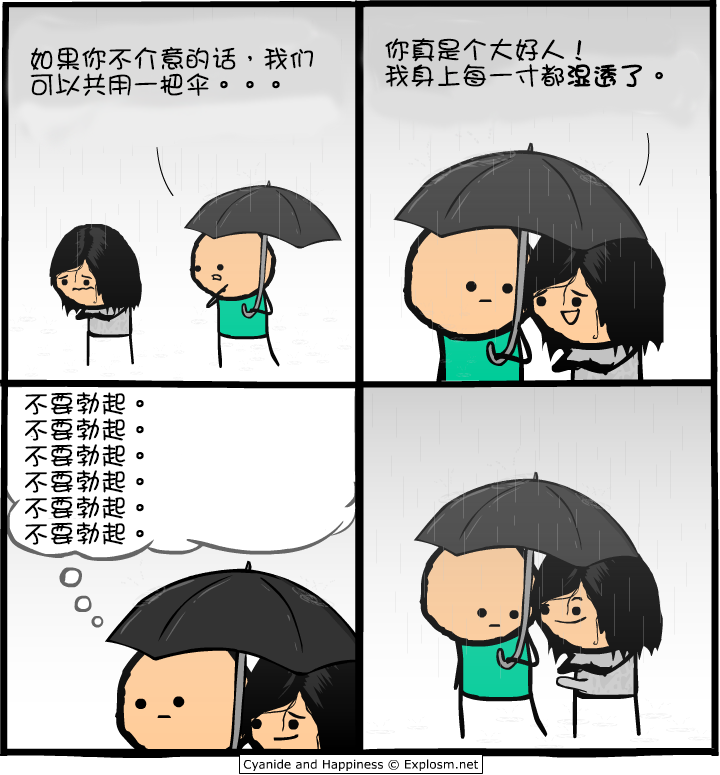 如果你不介意的话，我们
可以共用一把伞。。。
你真是个大好人！
我身上每一寸都湿透了。
不要勃起。
不要勃起。
不要勃起。
不要勃起。
不要勃起。
不要勃起。
Cyanide and Happiness © Explosm.net